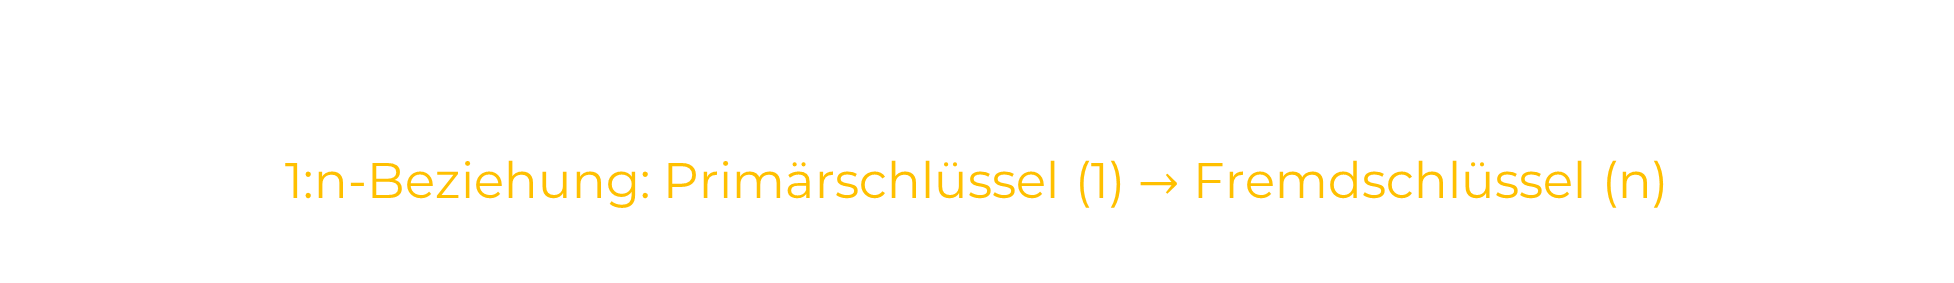 1:n-Beziehung: Primärschlüssel (1) → Fremdschlüssel (n)